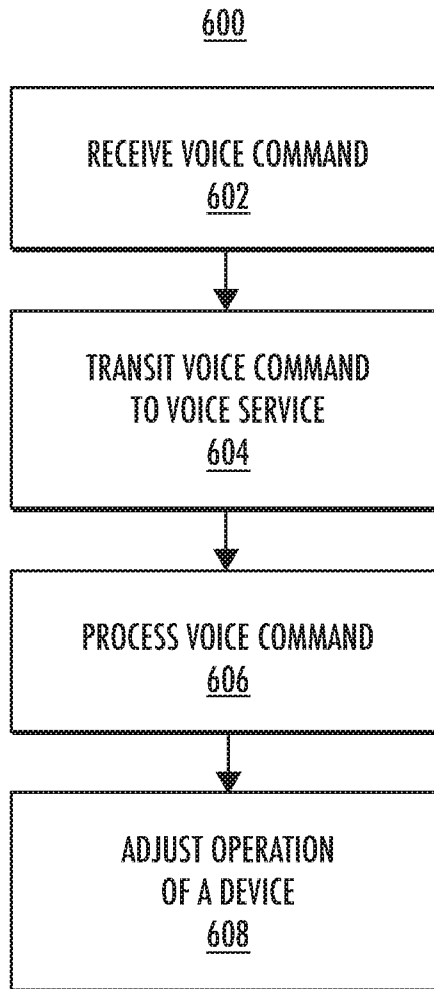 600
RECEIVE VOICE COMMAND
602
TRANSIT VOICE COMMAND
TO VOICE SERVICE
604
PROCESS VOICE COMMAND
606
ADJUST OPERATION
OF A DEVICE
608